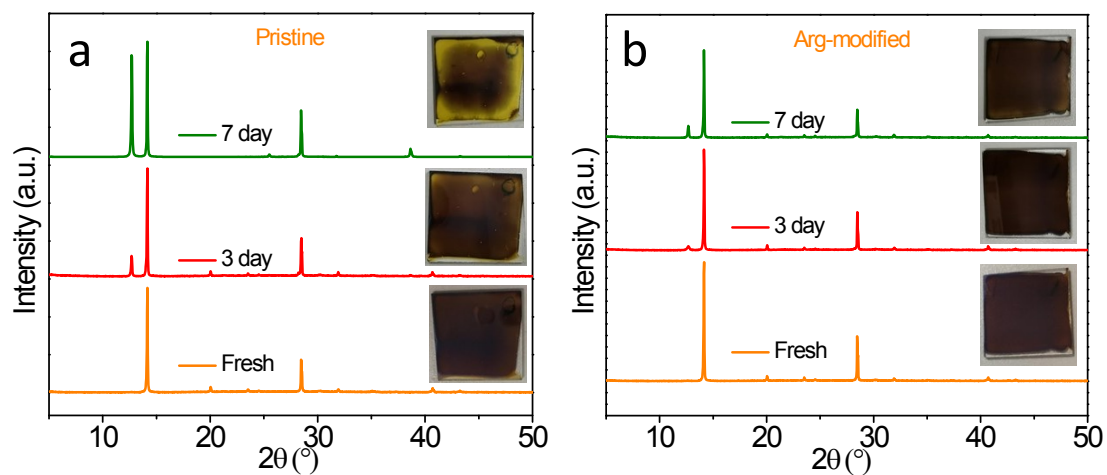 a
Pristine
7 day
3 day
Fresh
Intensity (a.u.)
10 20 30 40 50
2θ (°)
b
Arg-modified
7 day
3 day
Fresh
Intensity (a.u.)
10 20 30 40 50
2θ (°)